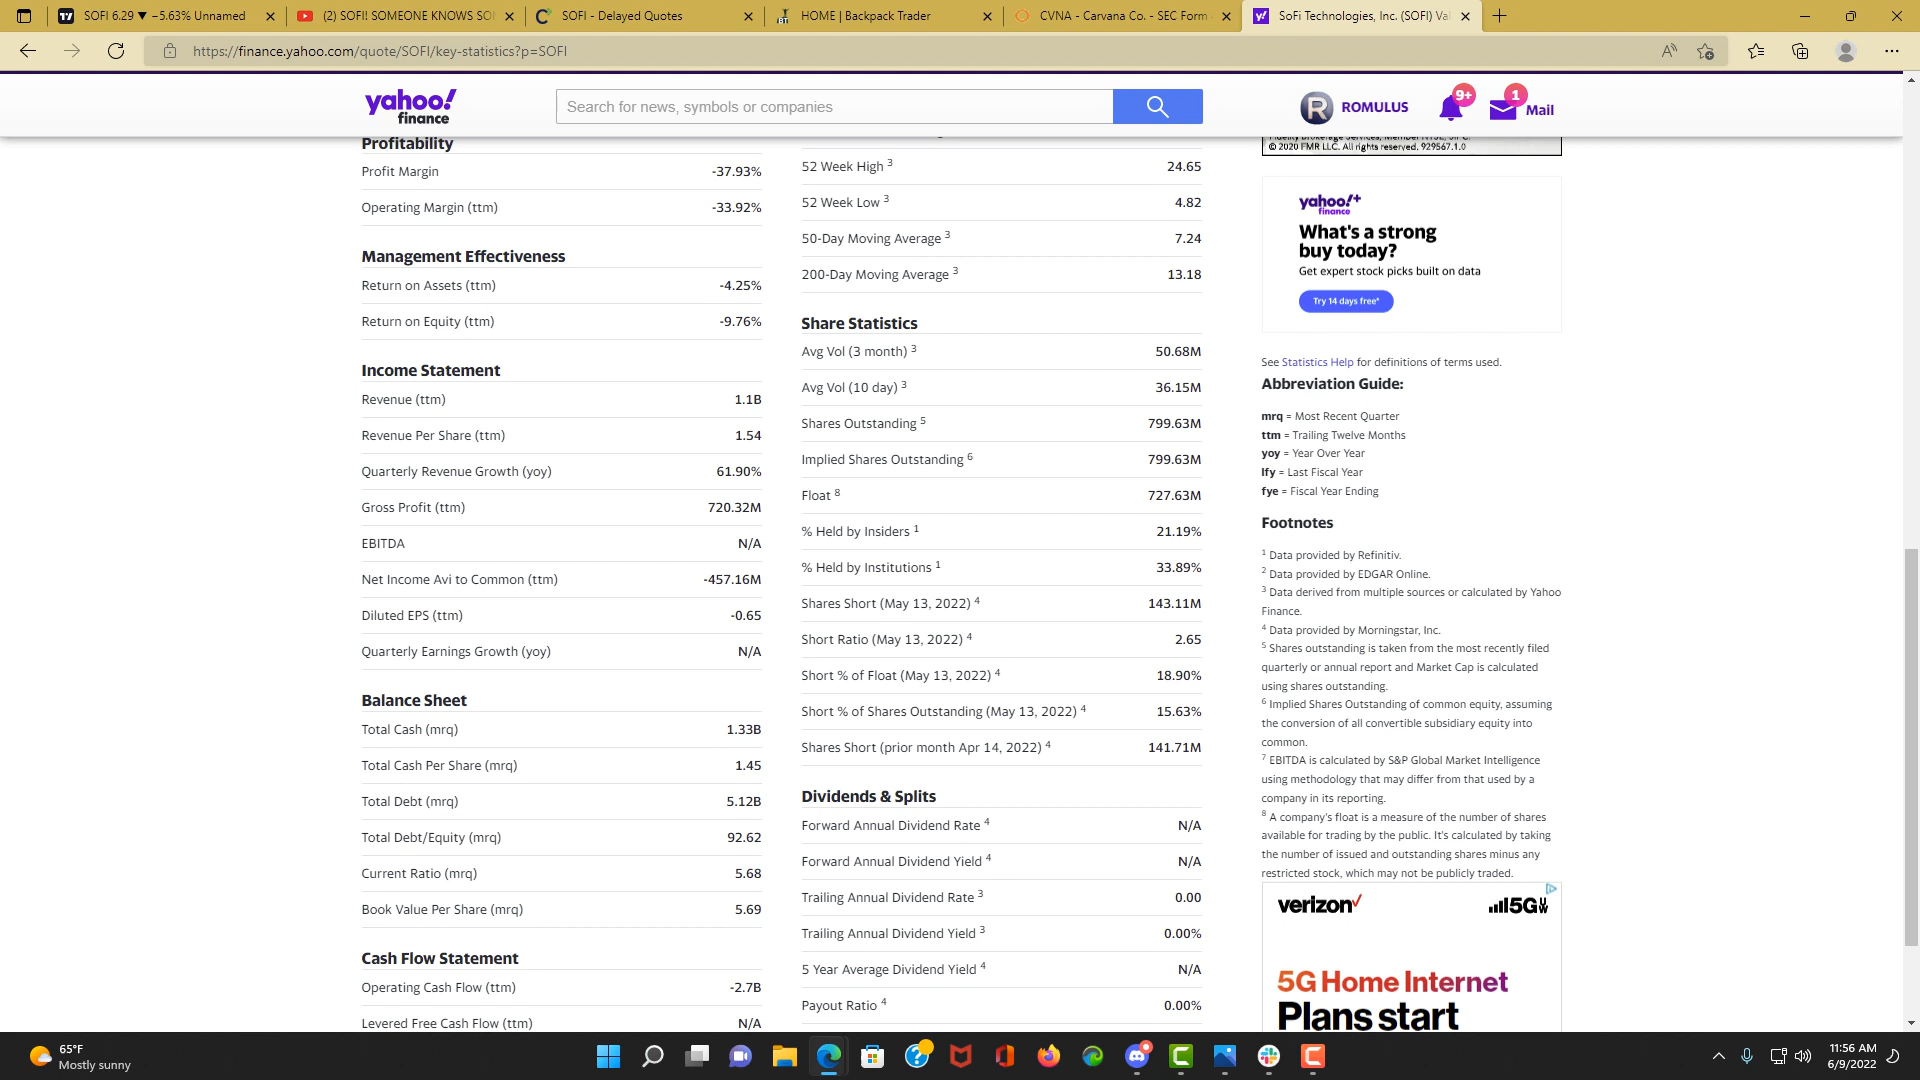 SOFI 6.29 ▼ −5.63% Unnamed
(2) SOFI! SOMEONE KNOWS
SOFI - Delayed Quotes
HOME | Backpack Trader
CVNA - Carvana Co. - SEC Form
SoFi Technologies, Inc. (SOFI)
https://finance.yahoo.com/quote/SOFI/key-statistics?p=SOFI
yahoo!
finance
Search for news, symbols or companies
R
ROMULUS
9+
1
Mail
Profitability
Profit Margin -37.93%
Operating Margin (ttm) -33.92%
Management Effectiveness
Return on Assets (ttm) -4.25%
Return on Equity (ttm) -9.76%
Income Statement
Revenue (ttm) 1.1B
Revenue Per Share (ttm) 1.54
Quarterly Revenue Growth (yoy) 61.90%
Gross Profit (ttm) 720.32M
EBITDA N/A
Net Income Avi to Common (ttm) -457.16M
Diluted EPS (ttm) -0.65
Quarterly Earnings Growth (yoy) N/A
Balance Sheet
Total Cash (mrq) 1.33B
Total Cash Per Share (mrq) 1.45
Total Debt (mrq) 5.12B
Total Debt/Equity (mrq) 92.62
Current Ratio (mrq) 5.68
Book Value Per Share (mrq) 5.69
Cash Flow Statement
Operating Cash Flow (ttm) -2.7B
Levered Free Cash Flow (ttm) N/A
52 Week High 3 24.65
52 Week Low 3 4.82
50-Day Moving Average 3 7.24
200-Day Moving Average 3 13.18
Share Statistics
Avg Vol (3 month) 3 50.68M
Avg Vol (10 day) 3 36.15M
Shares Outstanding 5 799.63M
Implied Shares Outstanding 6 799.63M
Float 8 727.63M
% Held by Insiders 1 21.19%
% Held by Institutions 1 33.89%
Shares Short (May 13, 2022) 4 143.11M
Short Ratio (May 13, 2022) 4 2.65
Short % of Float (May 13, 2022) 4 18.90%
Short % of Shares Outstanding (May 13, 2022) 4 15.63%
Shares Short (prior month Apr 14, 2022) 4 141.71M
Dividends & Splits
Forward Annual Dividend Rate 4 N/A
Forward Annual Dividend Yield 4 N/A
Trailing Annual Dividend Rate 3 0.00
Trailing Annual Dividend Yield 3 0.00%
5 Year Average Dividend Yield 4 N/A
Payout Ratio 4 0.00%
© 2020 FMR LLC. All rights reserved. 929567.1.0
yahoo!+
finance
What's a strong
buy today?
Get expert stock picks built on data
Try 14 days free*
See Statistics Help for definitions of terms used.
Abbreviation Guide:
mrq = Most Recent Quarter
ttm = Trailing Twelve Months
yoy = Year Over Year
lfy = Last Fiscal Year
fye = Fiscal Year Ending
Footnotes
1 Data provided by Refinitiv.
2 Data provided by EDGAR Online.
3 Data derived from multiple sources or calculated by Yahoo
Finance.
4 Data provided by Morningstar, Inc.
5 Shares outstanding is taken from the most recently filed
quarterly or annual report and Market Cap is calculated
using shares outstanding.
6 Implied Shares Outstanding of common equity, assuming
the conversion of all convertible subsidiary equity into
common.
7 EBITDA is calculated by S&P Global Market Intelligence
using methodology that may differ from that used by a
company in its reporting.
8 A company's float is a measure of the number of shares
available for trading by the public. It's calculated by taking
the number of issued and outstanding shares minus any
restricted stock, which may not be publicly traded.
verizon✓
5G UW
5G Home Internet
Plans start
65°F
Mostly sunny
11:56 AM
6/9/2022